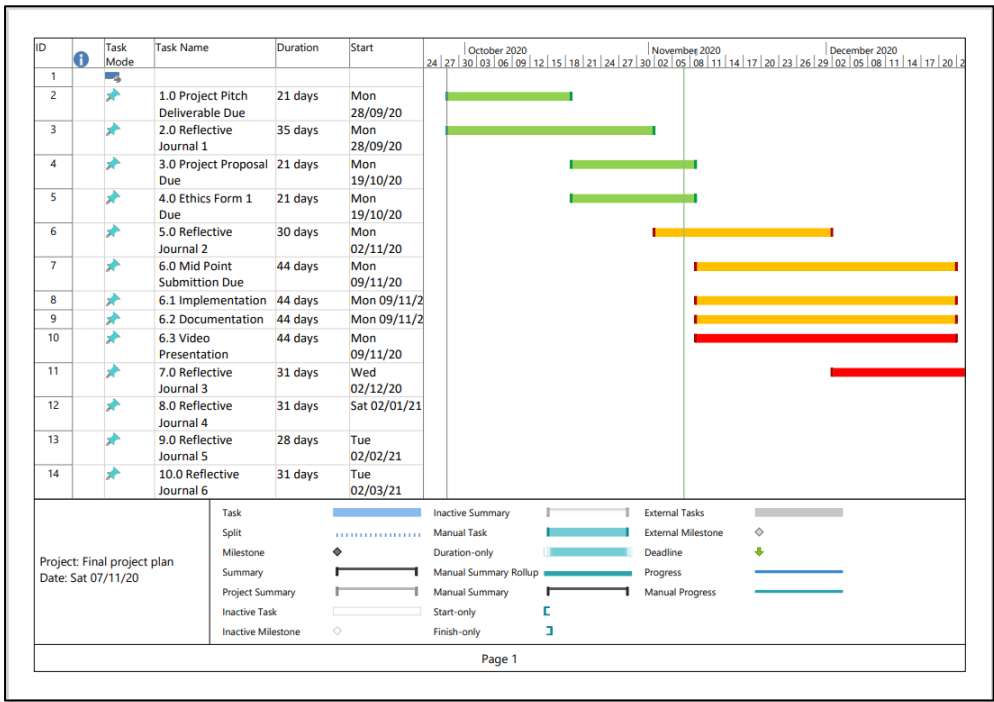 ID Task Mode Task Name Duration Start
October 2020 November 2020 December 2020
24 27 30 03 06 09 12 15 18 21 24 27 30 02 05 08 11 14 17 20 23 26 29 02 05 08 11 14 17 20 2
1
2 1.0 Project Pitch 21 days Mon
Deliverable Due 28/09/20
3 2.0 Reflective 35 days Mon
Journal 1 28/09/20
4 3.0 Project Proposal 21 days Mon
Due 19/10/20
5 4.0 Ethics Form 1 21 days Mon
Due 19/10/20
6 5.0 Reflective 30 days Mon
Journal 2 02/11/20
7 6.0 Mid Point 44 days Mon
Submittion Due 09/11/20
8 6.1 Implementation 44 days Mon 09/11/2
9 6.2 Documentation 44 days Mon 09/11/2
10 6.3 Video 44 days Mon
Presentation 09/11/20
11 7.0 Reflective 31 days Wed
Journal 3 02/12/20
12 8.0 Reflective 31 days Sat 02/01/21
Journal 4
13 9.0 Reflective 28 days Tue
Journal 5 02/02/21
14 10.0 Reflective 31 days Tue
Journal 6 02/03/21
Project: Final project plan
Date: Sat 07/11/20
Task Inactive Summary External Tasks
Split Manual Task External Milestone
Milestone Duration-only Deadline
Summary Manual Summary Rollup Progress
Project Summary Manual Summary Manual Progress
Inactive Task Start-only
Inactive Milestone Finish-only
Page 1